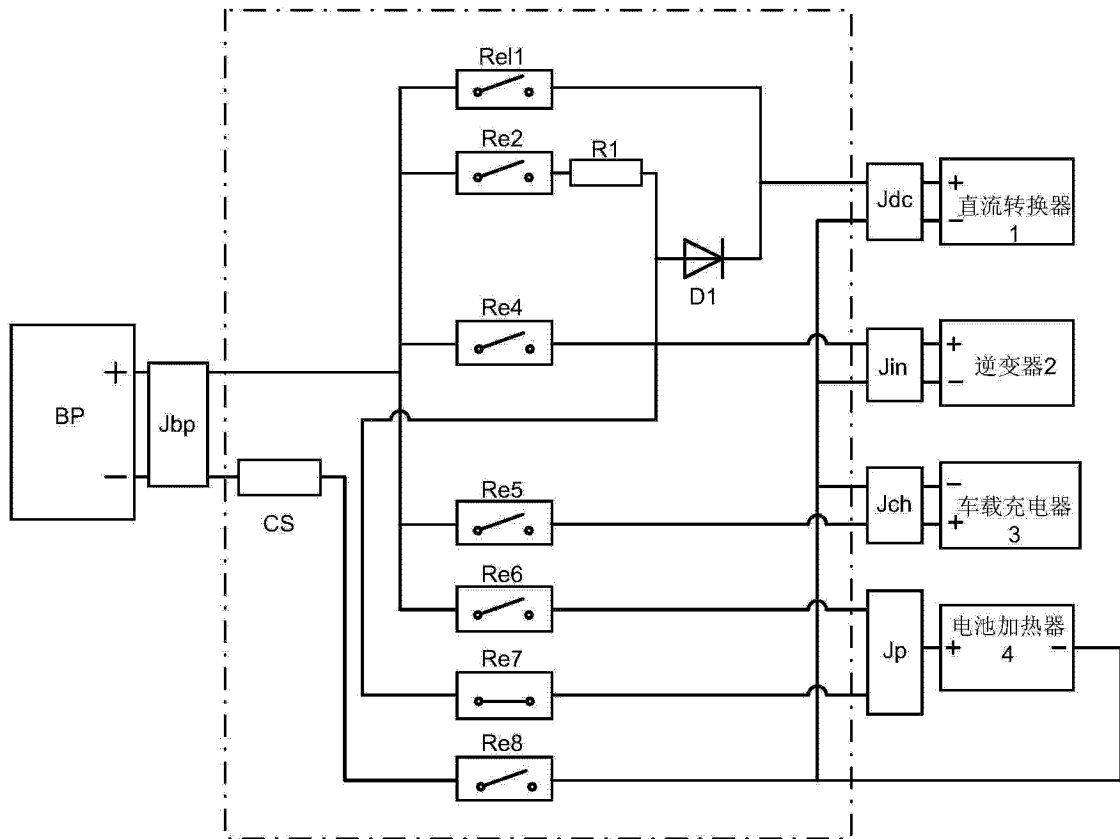 Rel1
Re2
R1
Jdc
+
直流转换器
−
1
D1
Re4
Jin
+
逆变器2
−
BP
+
−
Jbp
CS
Re5
Jch
−
车载充电器
+
3
Re6
Jp
电池加热器
+
4
−
Re7
Re8